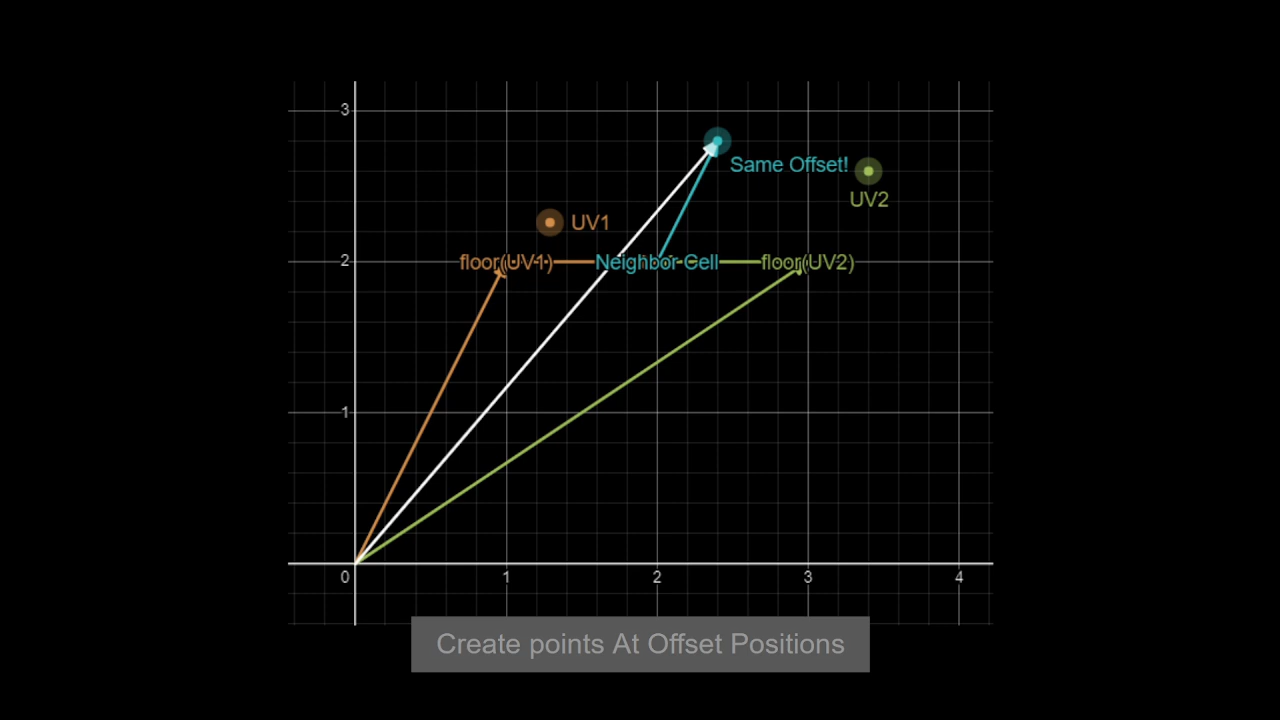 3
Same Offset!
UV2
UV1
2
floor(UV1)
Neighbor Cell
floor(UV2)
1
0
1
2
3
4
Create points At Offset Positions